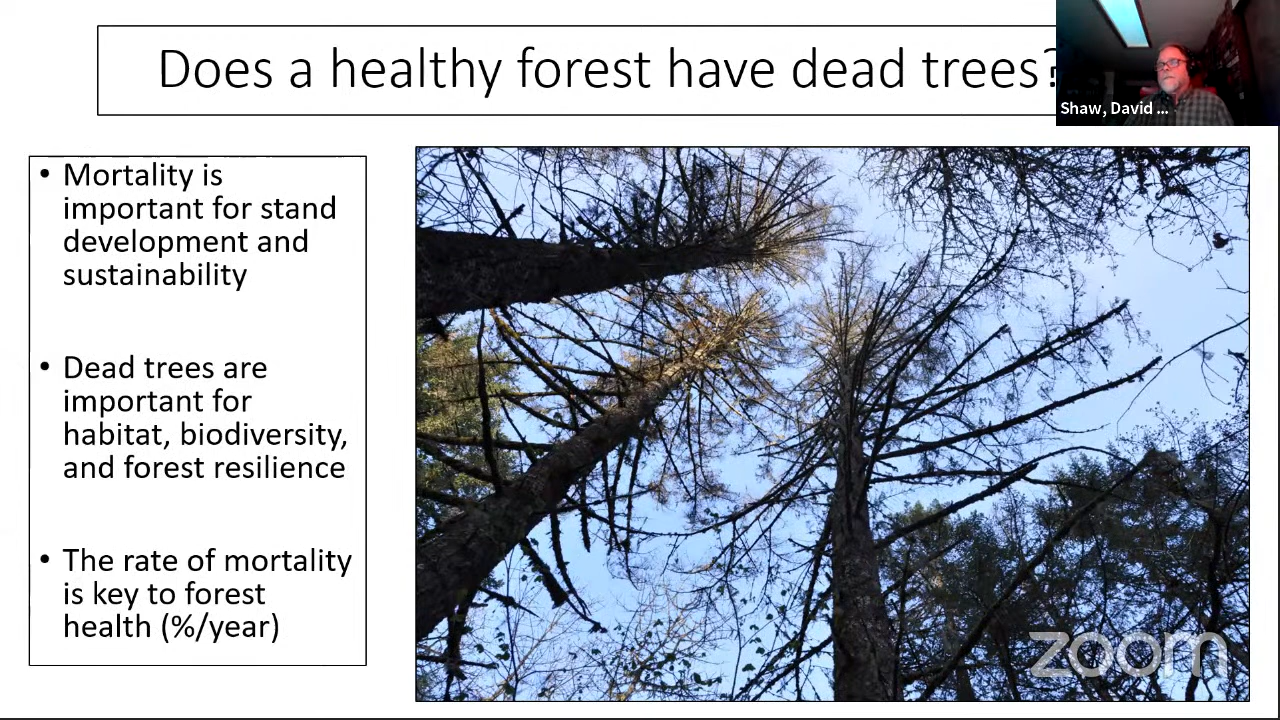 Does a healthy forest have dead trees?
Shaw, David ...
• Mortality is
important for stand
development and
sustainability
• Dead trees are
important for
habitat, biodiversity,
and forest resilience
• The rate of mortality
is key to forest
health (%/year)
zoom